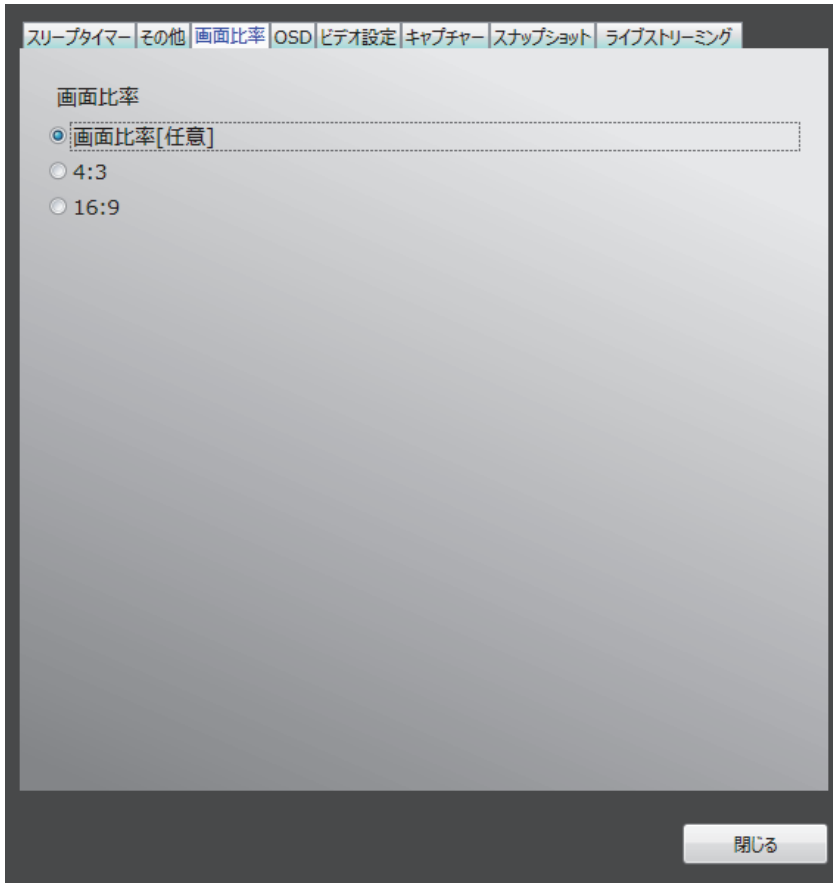 スリープタイマー その他 画面比率 OSD ビデオ設定 キャプチャー スナップショット ライブストリーミング
画面比率
画面比率[任意]
4:3
16:9
閉じる